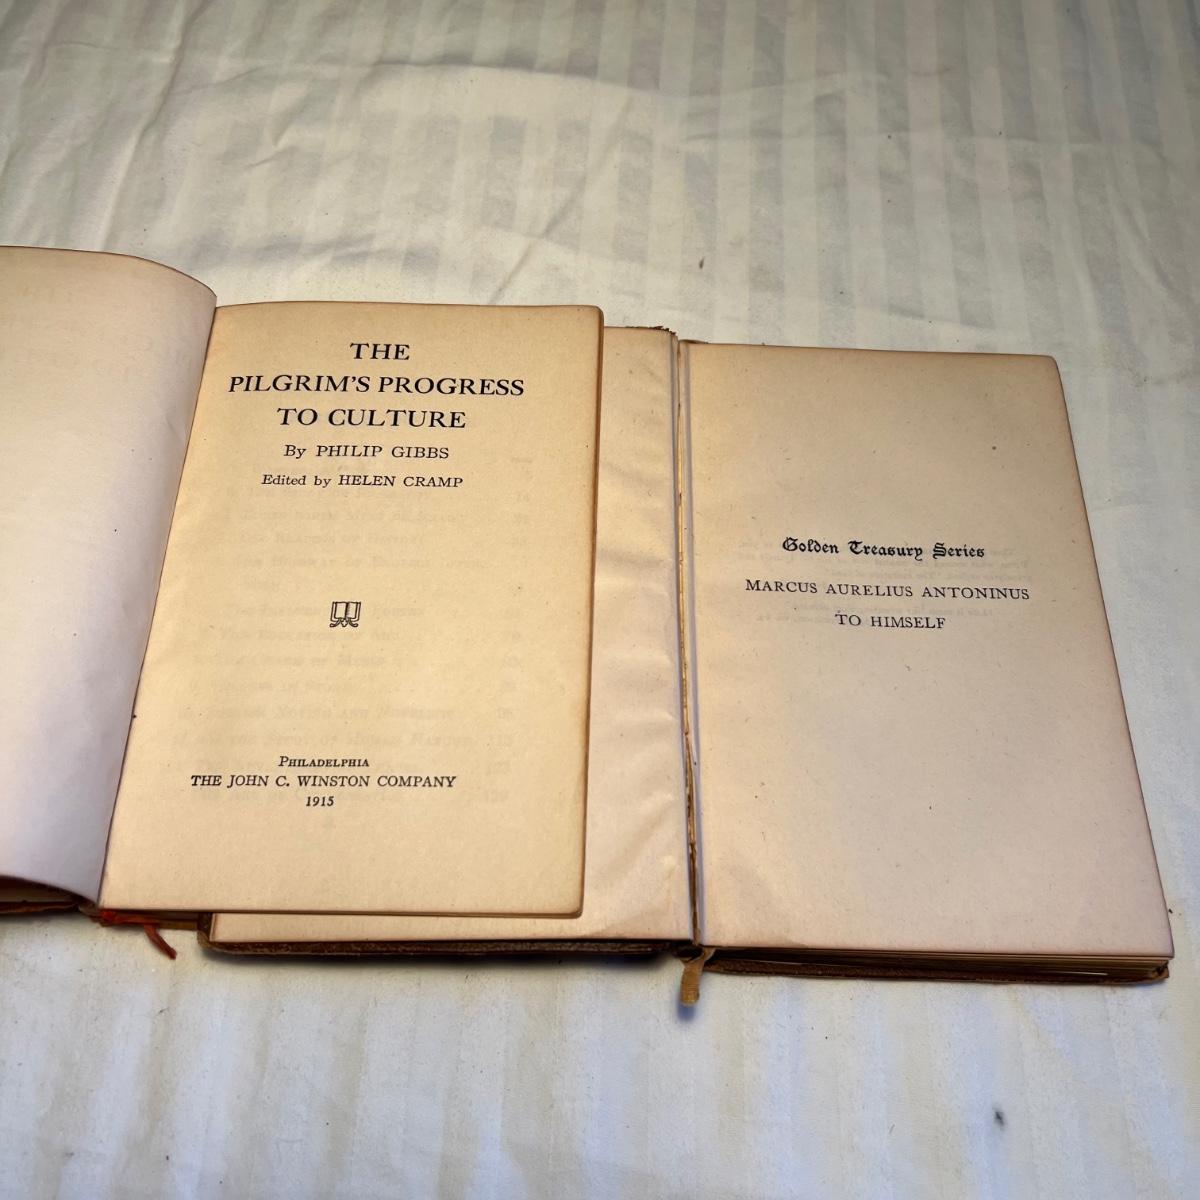 THE
PILGRIM'S PROGRESS
TO CULTURE
By PHILIP GIBBS
Edited by HELEN CRAMP
PHILADELPHIA
THE JOHN C. WINSTON COMPANY
1915
Golden Treasury Series
MARCUS AURELIUS ANTONINUS
TO HIMSELF